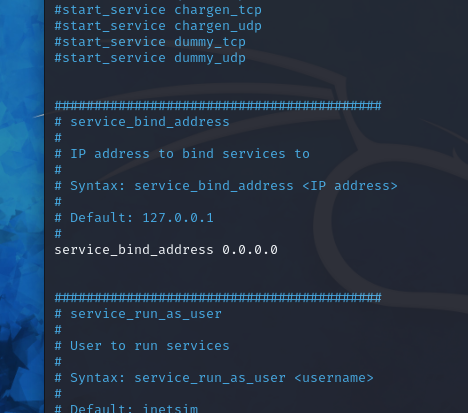 #start_service chargen_tcp
#start_service chargen_udp
#start_service dummy_tcp
#start_service dummy_udp
#########################################
# service_bind_address
#
# IP address to bind services to
#
# Syntax: service_bind_address <IP address>
#
# Default: 127.0.0.1
#
service_bind_address 0.0.0.0
#########################################
# service_run_as_user
#
# User to run services
#
# Syntax: service_run_as_user <username>
#
# Default: inetsim